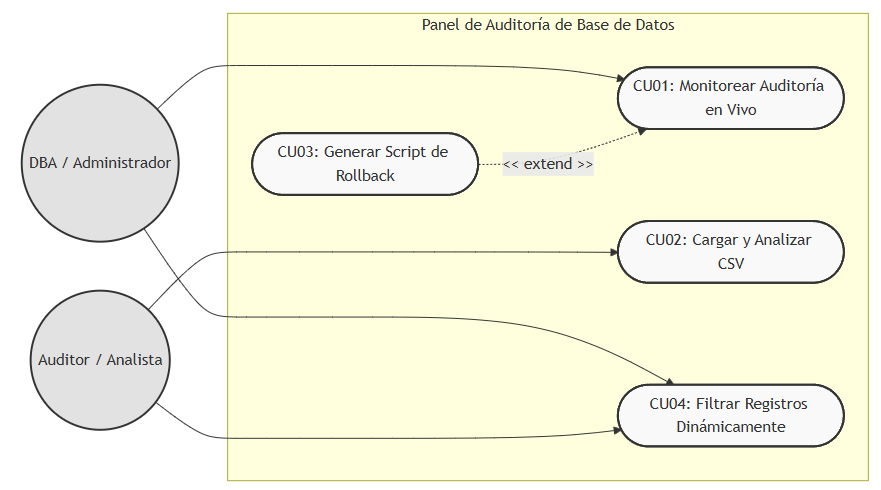 Panel de Auditoría de Base de Datos
CU01: Monitorear Auditoría
en Vivo
DBA / Administrador
CU03: Generar Script de
Rollback
<< extend >>
CU02: Cargar y Analizar
CSV
Auditor / Analista
CU04: Filtrar Registros
Dinámicamente